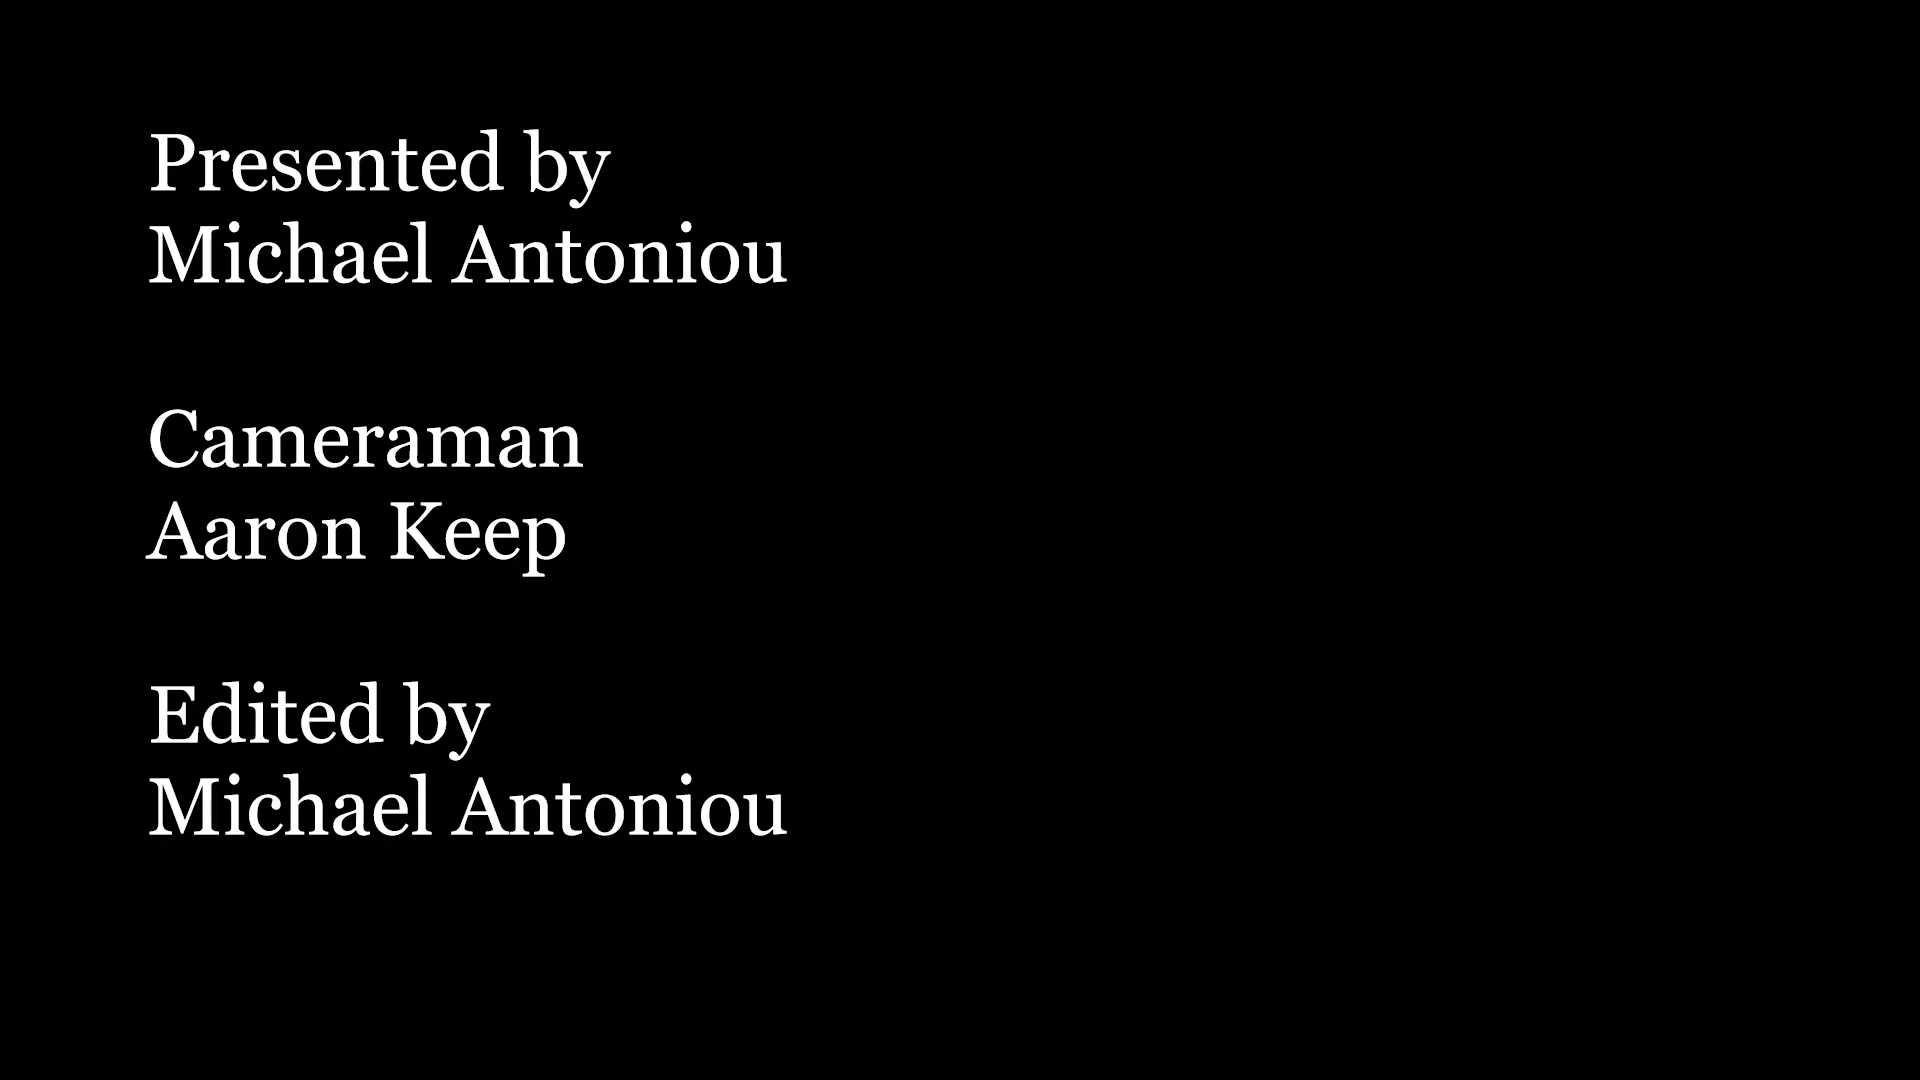 Presented by
Michael Antoniou
Cameraman
Aaron Keep
Edited by
Michael Antoniou